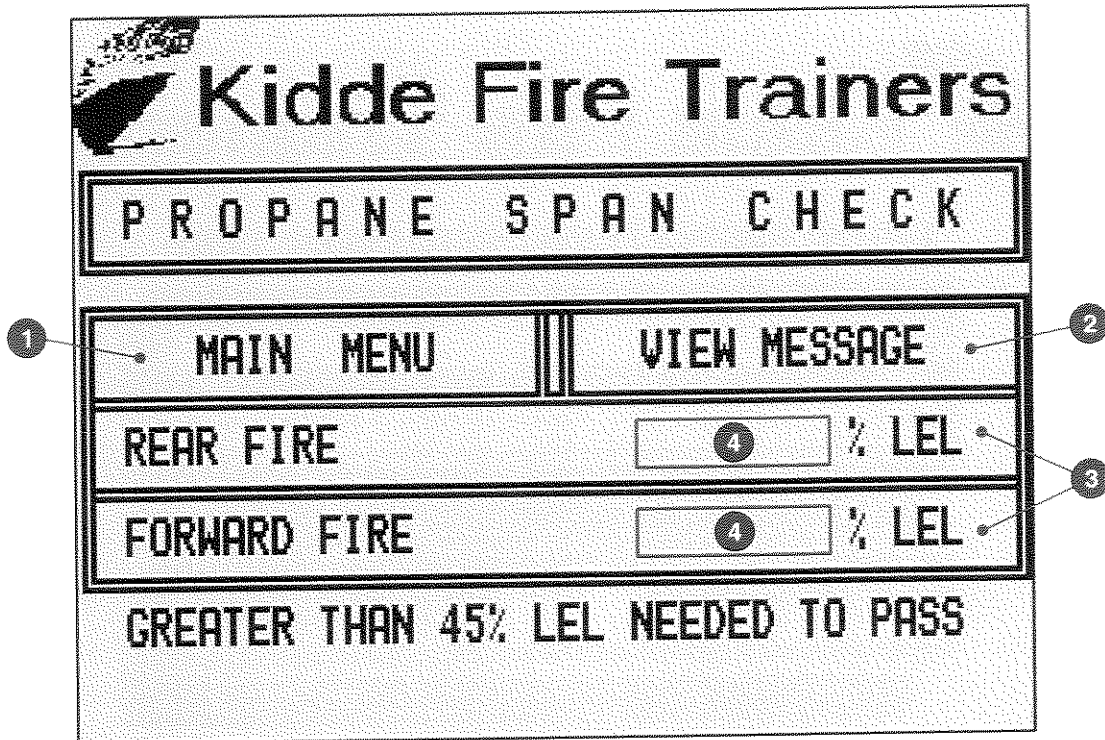 Kidde Fire Trainers
PROPANE SPAN CHECK
1 MAIN MENU VIEW MESSAGE 2
REAR FIRE 4 % LEL
3
FORWARD FIRE 4 % LEL
GREATER THAN 45% LEL NEEDED TO PASS